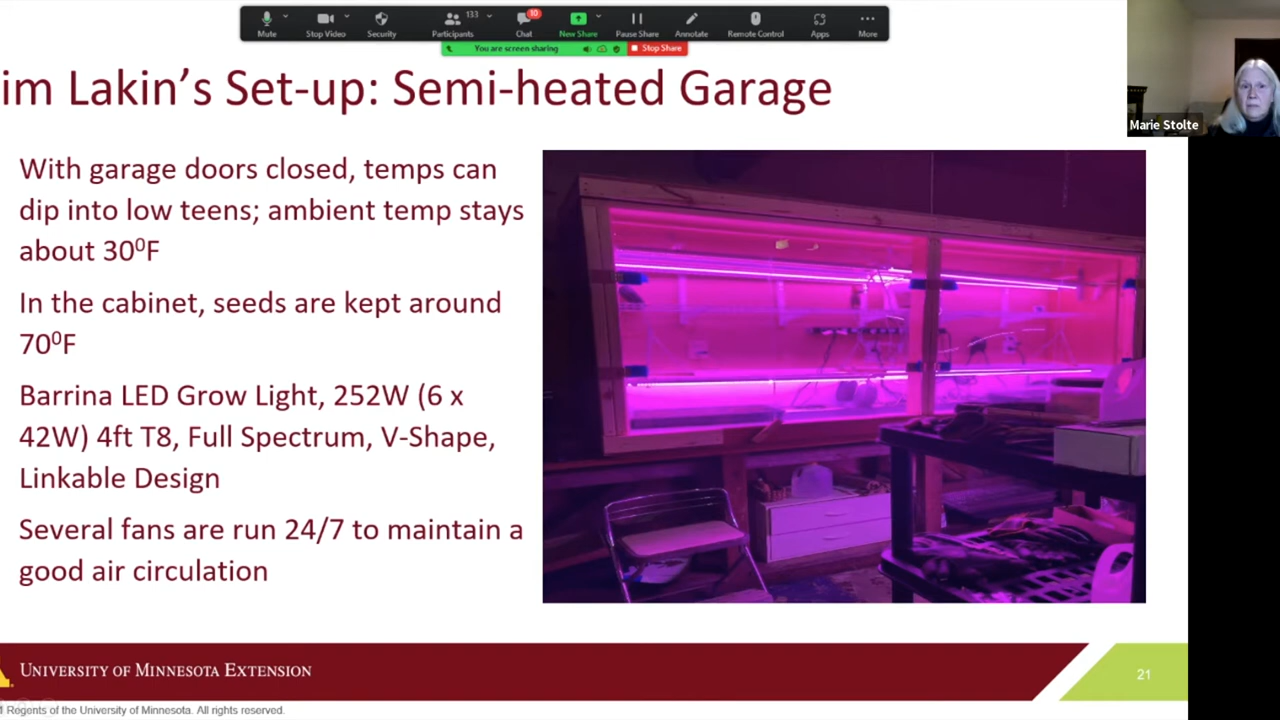 133
10
Mute
Stop Video
Security
Participants
Chat
New Share
Pause Share
Annotate
Remote Control
Apps
More
You are screen sharing
Stop Share
im Lakin's Set-up: Semi-heated Garage
Marie Stolte
With garage doors closed, temps can
dip into low teens; ambient temp stays
about 30⁰F
In the cabinet, seeds are kept around
70⁰F
Barrina LED Grow Light, 252W (6 x
42W) 4ft T8, Full Spectrum, V-Shape,
Linkable Design
Several fans are run 24/7 to maintain a
good air circulation
UNIVERSITY OF MINNESOTA EXTENSION
21
Regents of the University of Minnesota. All rights reserved.